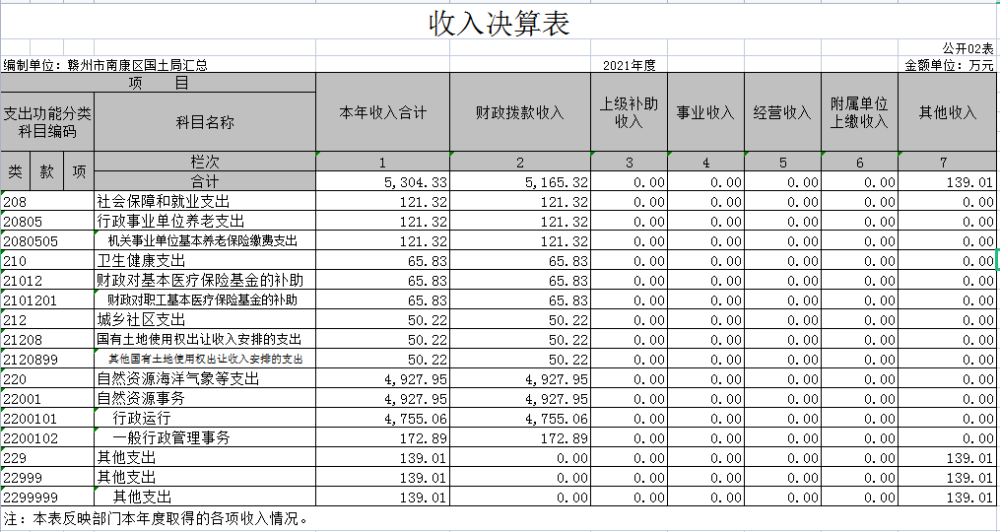 收入决算表
公开02表
编制单位：赣州市南康区国土局汇总 2021年度 金额单位：万元
项 目 本年收入合计 财政拨款收入 上级补助收入 事业收入 经营收入 附属单位上缴收入 其他收入
支出功能分类科目编码 科目名称
类 款 项 栏次 1 2 3 4 5 6 7
合计 5,304.33 5,165.32 0.00 0.00 0.00 0.00 139.01
208 社会保障和就业支出 121.32 121.32 0.00 0.00 0.00 0.00 0.00
20805 行政事业单位养老支出 121.32 121.32 0.00 0.00 0.00 0.00 0.00
2080505 机关事业单位基本养老保险缴费支出 121.32 121.32 0.00 0.00 0.00 0.00 0.00
210 卫生健康支出 65.83 65.83 0.00 0.00 0.00 0.00 0.00
21012 财政对基本医疗保险基金的补助 65.83 65.83 0.00 0.00 0.00 0.00 0.00
2101201 财政对职工基本医疗保险基金的补助 65.83 65.83 0.00 0.00 0.00 0.00 0.00
212 城乡社区支出 50.22 50.22 0.00 0.00 0.00 0.00 0.00
21208 国有土地使用权出让收入安排的支出 50.22 50.22 0.00 0.00 0.00 0.00 0.00
2120899 其他国有土地使用权出让收入安排的支出 50.22 50.22 0.00 0.00 0.00 0.00 0.00
220 自然资源海洋气象等支出 4,927.95 4,927.95 0.00 0.00 0.00 0.00 0.00
22001 自然资源事务 4,927.95 4,927.95 0.00 0.00 0.00 0.00 0.00
2200101 行政运行 4,755.06 4,755.06 0.00 0.00 0.00 0.00 0.00
2200102 一般行政管理事务 172.89 172.89 0.00 0.00 0.00 0.00 0.00
229 其他支出 139.01 0.00 0.00 0.00 0.00 0.00 139.01
22999 其他支出 139.01 0.00 0.00 0.00 0.00 0.00 139.01
2299999 其他支出 139.01 0.00 0.00 0.00 0.00 0.00 139.01
注：本表反映部门本年度取得的各项收入情况。